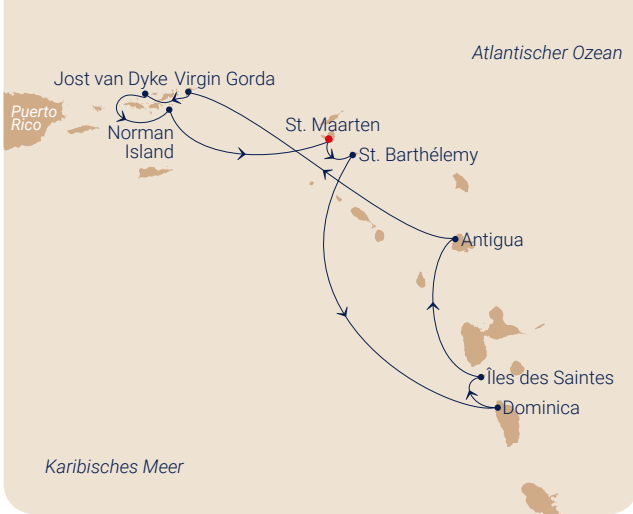 Atlantischer Ozean
Jost van Dyke
Virgin Gorda
Puerto
Rico
Norman
Island
St. Maarten
St. Barthélemy
Antigua
Îles des Saintes
Dominica
Karibisches Meer